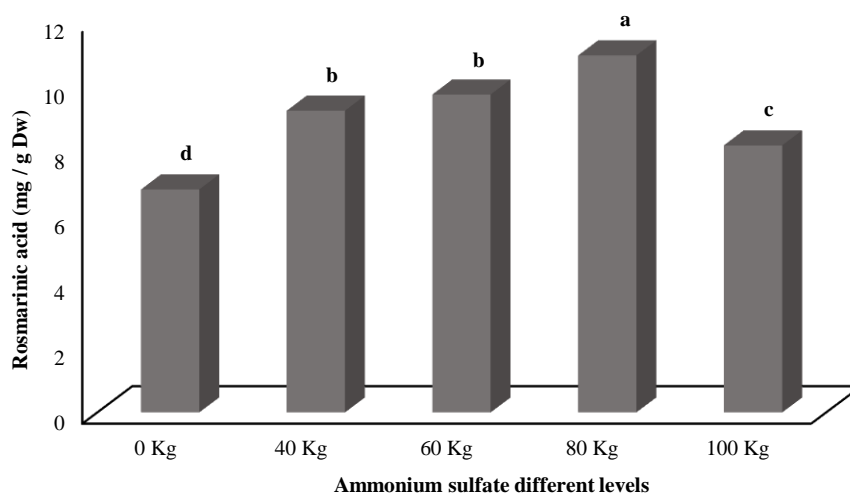 Rosmarinic acid (mg / g Dw)
12
10
8
6
4
2
0
d
b
b
a
c
0 Kg
40 Kg
60 Kg
80 Kg
100 Kg
Ammonium sulfate different levels